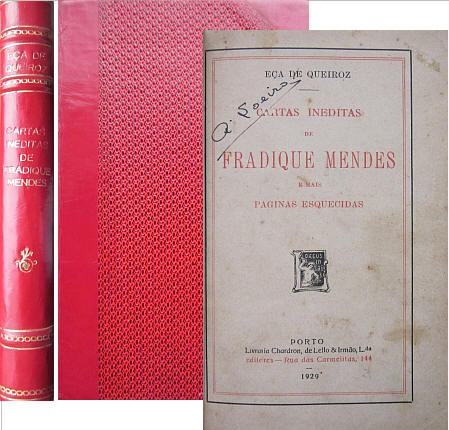 EÇA DE
QUEIROZ
CARTAS
INEDITAS
DE
FRADIQUE
MENDES
EÇA DE QUEIROZ
CARTAS INEDITAS
DE
FRADIQUE MENDES
E MAIS
PAGINAS ESQUECIDAS
PORTO
Livraria Chardron, de Lello & Irmão, L.da
editores — Rua das Carmelitas, 144
1929